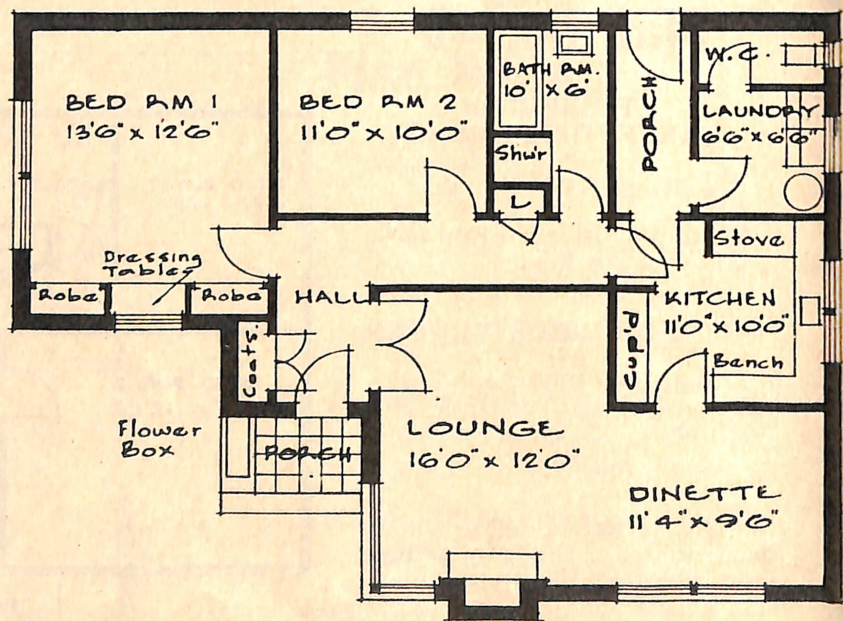 BED RM 1
13'6" x 12'6"
BED RM 2
11'0" x 10'0"
BATH RM.
10' x 6'
Shw'r
L
PORCH
W.C.
LAUNDRY
6'6" x 6'6"
Dressing
Tables
Robe
Robe
HALL
Coats.
Stove
KITCHEN
11'0" x 10'0"
Bench
Cup'd
Flower
Box
PORCH
LOUNGE
16'0" x 12'0"
DINETTE
11'4" x 9'6"